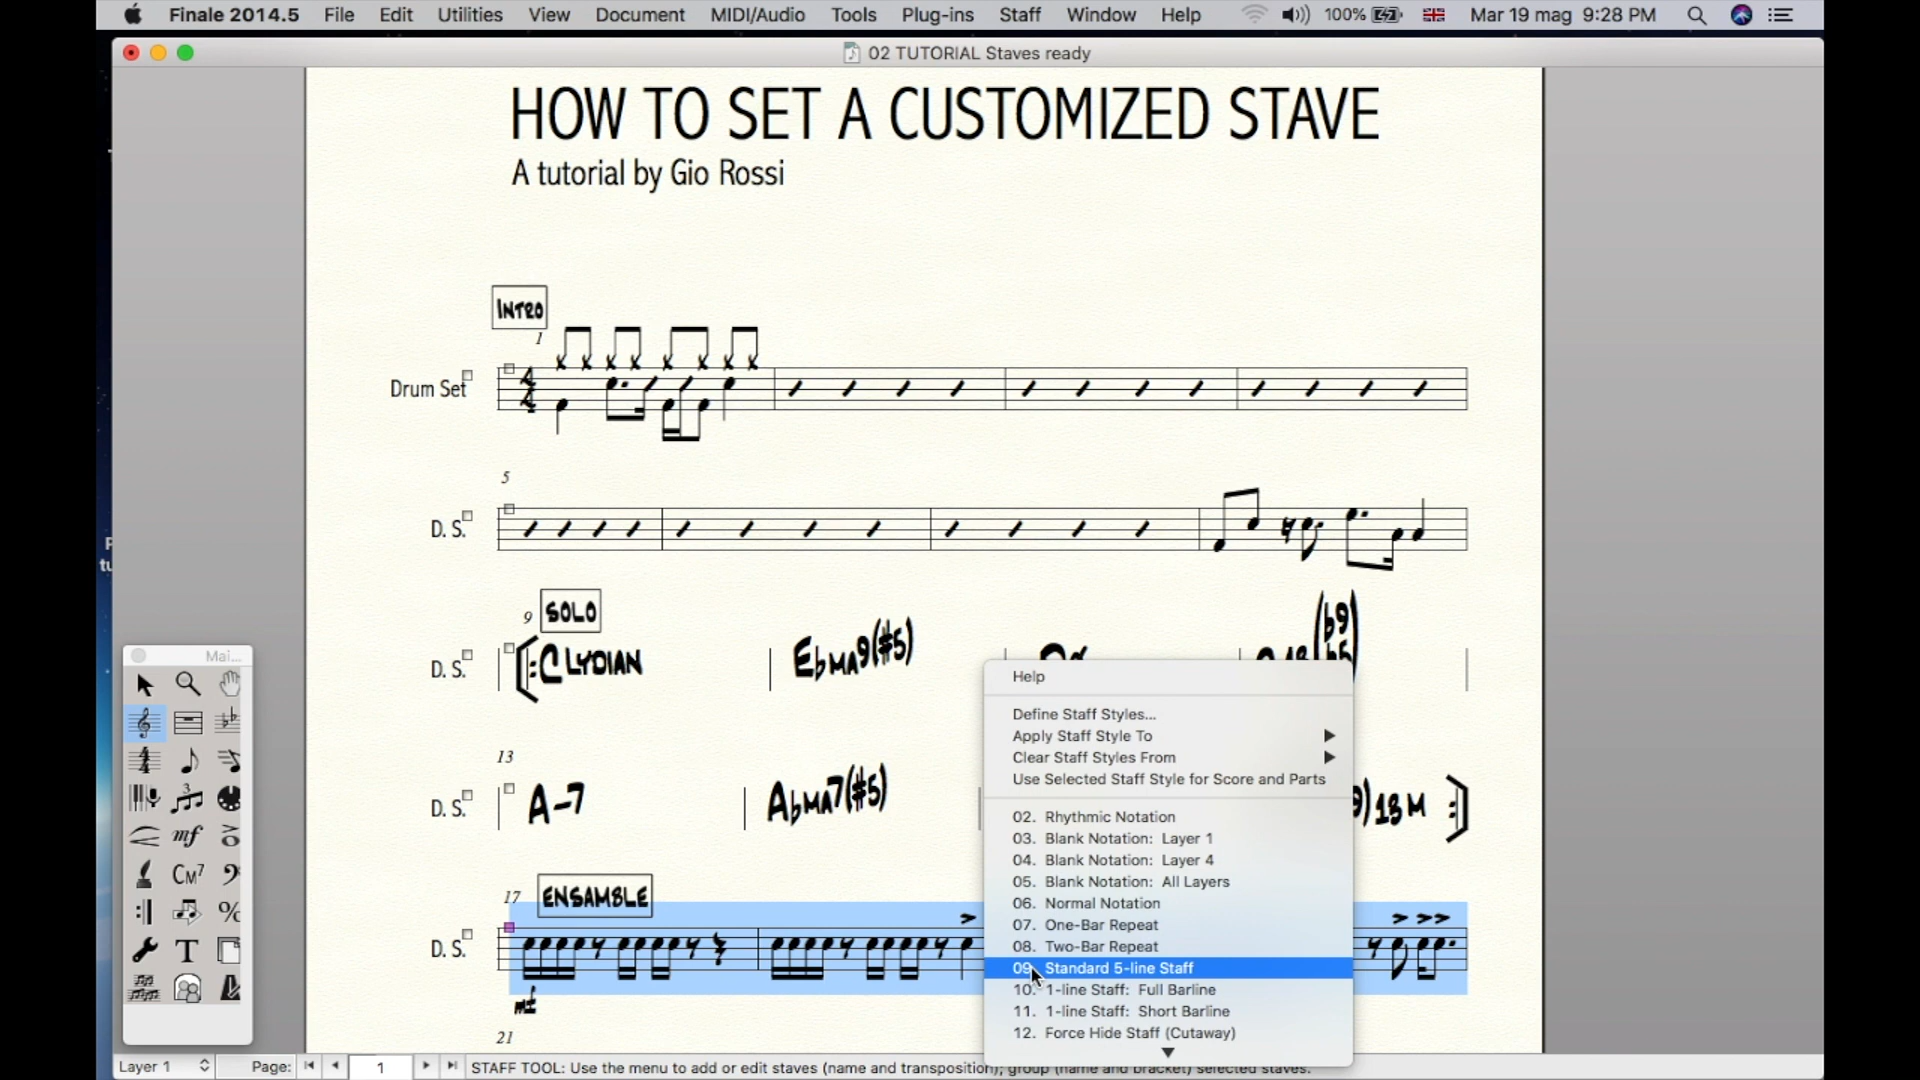 Finale 2014.5 File Edit Utilities View Document MIDI/Audio Tools Plug-ins Staff Window Help 100% Mar 19 mag 9:28 PM
02 TUTORIAL Staves ready
HOW TO SET A CUSTOMIZED STAVE
A tutorial by Gio Rossi
INTRO
1
Drum Set
5
D. S.
9 SOLO
D. S. C LYDIAN E♭MA9(#5)
Mai...
Help
Define Staff Styles...
Apply Staff Style To
Clear Staff Styles From
Use Selected Staff Style for Score and Parts
02. Rhythmic Notation
03. Blank Notation: Layer 1
04. Blank Notation: Layer 4
05. Blank Notation: All Layers
06. Normal Notation
07. One-Bar Repeat
08. Two-Bar Repeat
09. Standard 5-line Staff
10. 1-line Staff: Full Barline
11. 1-line Staff: Short Barline
12. Force Hide Staff (Cutaway)
13
D. S. A-7 A♭MA7(#5)
17 ENSAMBLE
D. S.
mf
21
CM7
T
Layer 1 Page: 1 STAFF TOOL: Use the menu to add or edit staves (name and transposition); group (name and bracket) selected staves.